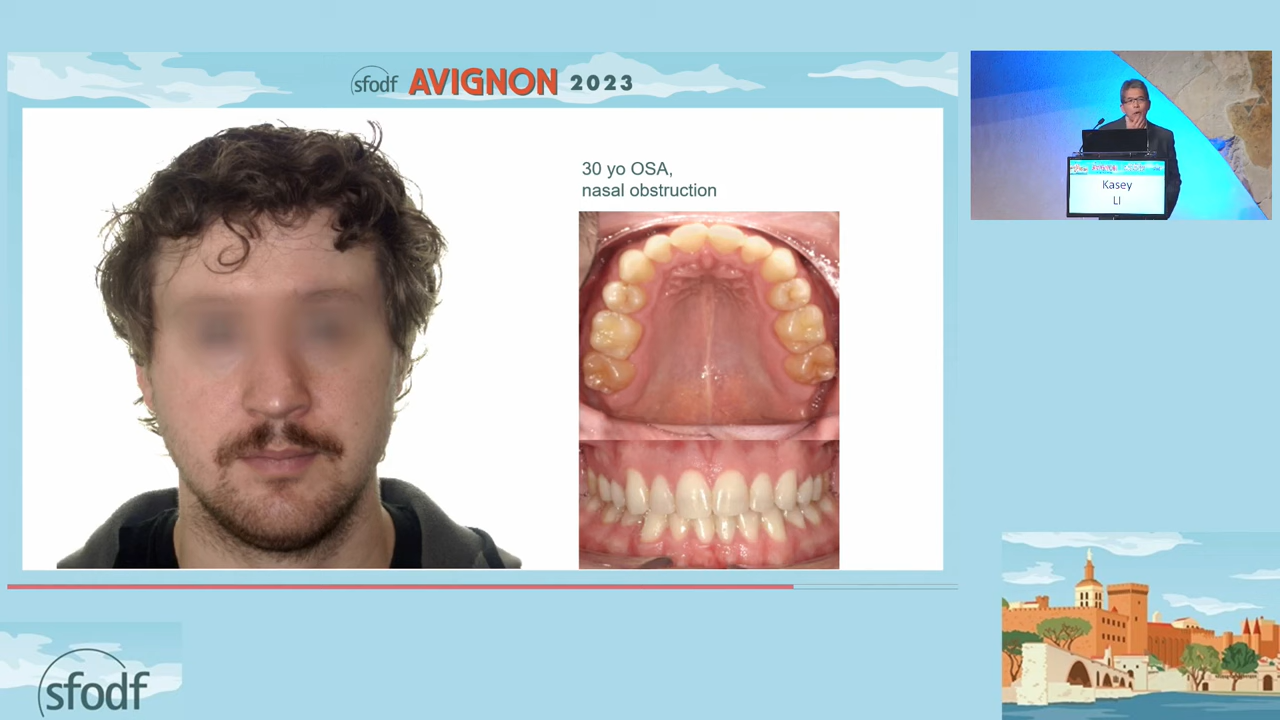 sfodf AVIGNON 2023
30 yo OSA,
nasal obstruction
Kasey
LI
sfodf